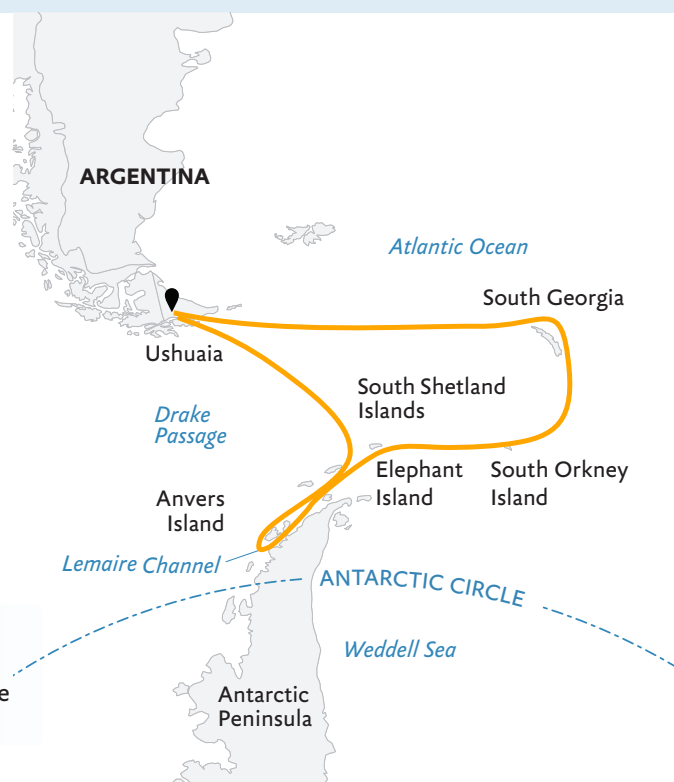 ARGENTINA
Atlantic Ocean
South Georgia
Ushuaia
South Shetland
Islands
Drake
Passage
Elephant
Island
South Orkney
Island
Anvers
Island
Lemaire Channel
ANTARCTIC CIRCLE
Weddell Sea
e
Antarctic
Peninsula